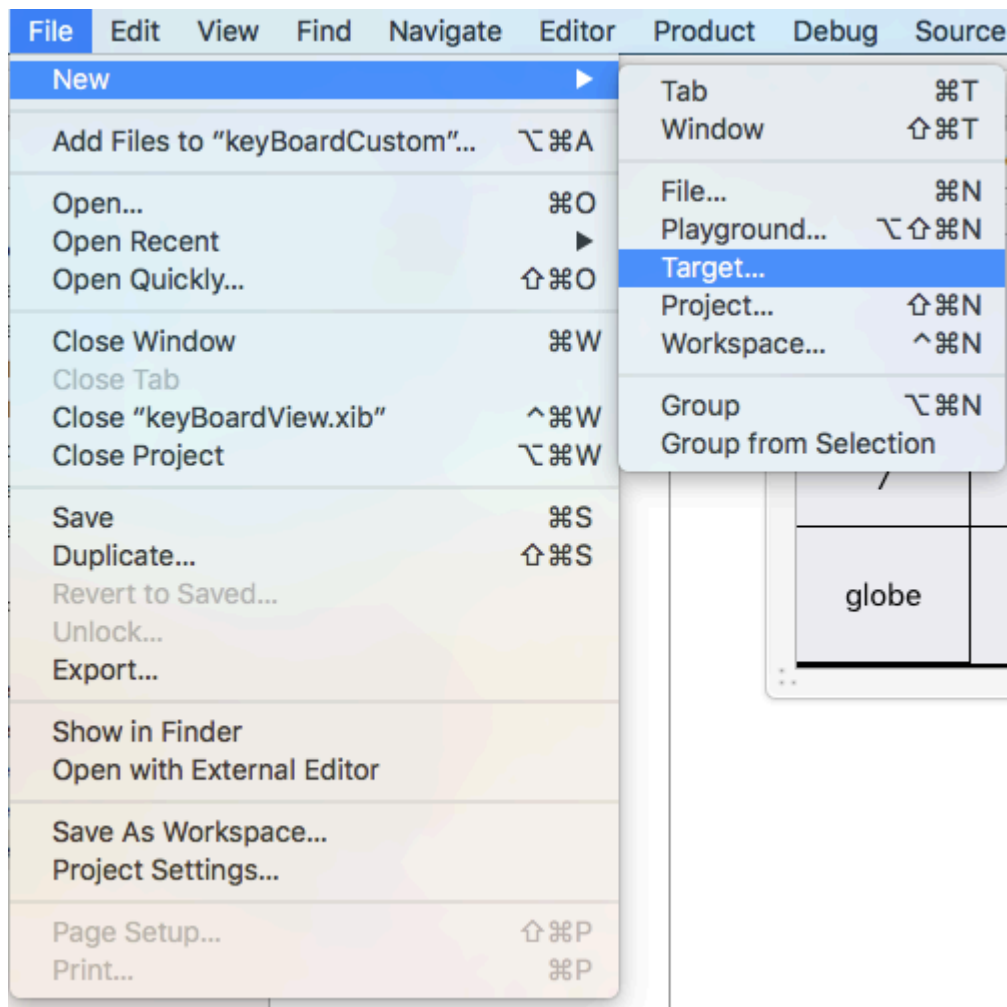 File Edit View Find Navigate Editor Product Debug Source
New ▶
Add Files to “keyBoardCustom”... ⌥⌘A
Open... ⌘O
Open Recent ▶
Open Quickly... ⇧⌘O
Close Window ⌘W
Close Tab
Close “keyBoardView.xib” ^⌘W
Close Project ⌥⌘W
Save ⌘S
Duplicate... ⇧⌘S
Revert to Saved...
Unlock...
Export...
Show in Finder
Open with External Editor
Save As Workspace...
Project Settings...
Page Setup... ⇧⌘P
Print... ⌘P
Tab ⌘T
Window ⇧⌘T
File... ⌘N
Playground... ⌥⇧⌘N
Target...
Project... ⇧⌘N
Workspace... ^⌘N
Group ⌥⌘N
Group from Selection
globe